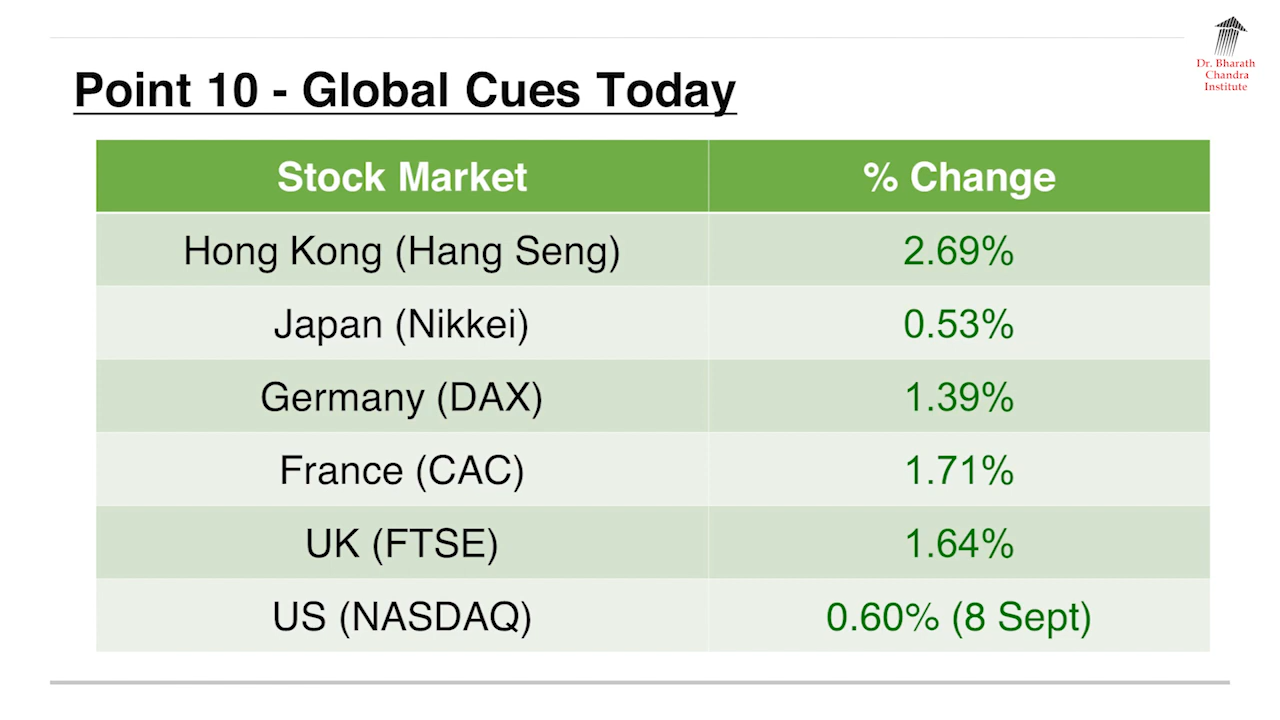 Dr. Bharath
Chandra
Institute
Point 10 - Global Cues Today
Stock Market % Change
Hong Kong (Hang Seng) 2.69%
Japan (Nikkei) 0.53%
Germany (DAX) 1.39%
France (CAC) 1.71%
UK (FTSE) 1.64%
US (NASDAQ) 0.60% (8 Sept)